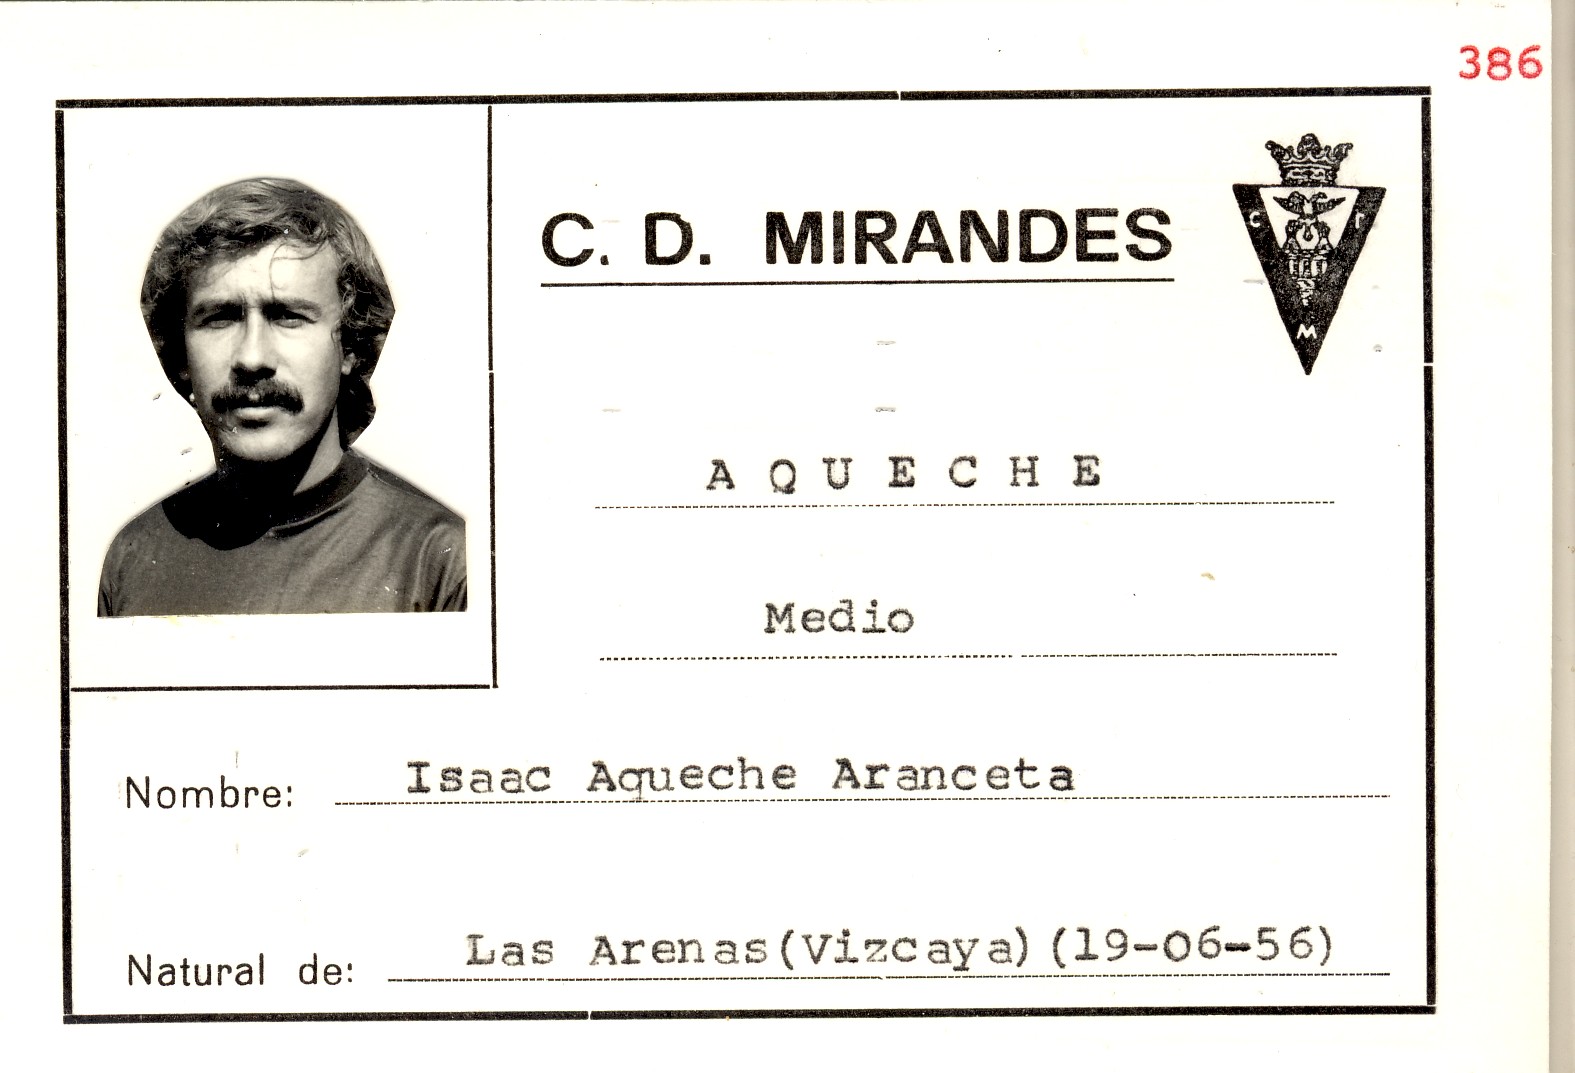 386
C. D. MIRANDES
C F
M
AQUECHE
Medio
Nombre: Isaac Aqueche Aranceta
Natural de: Las Arenas(Vizcaya)(19-06-56)